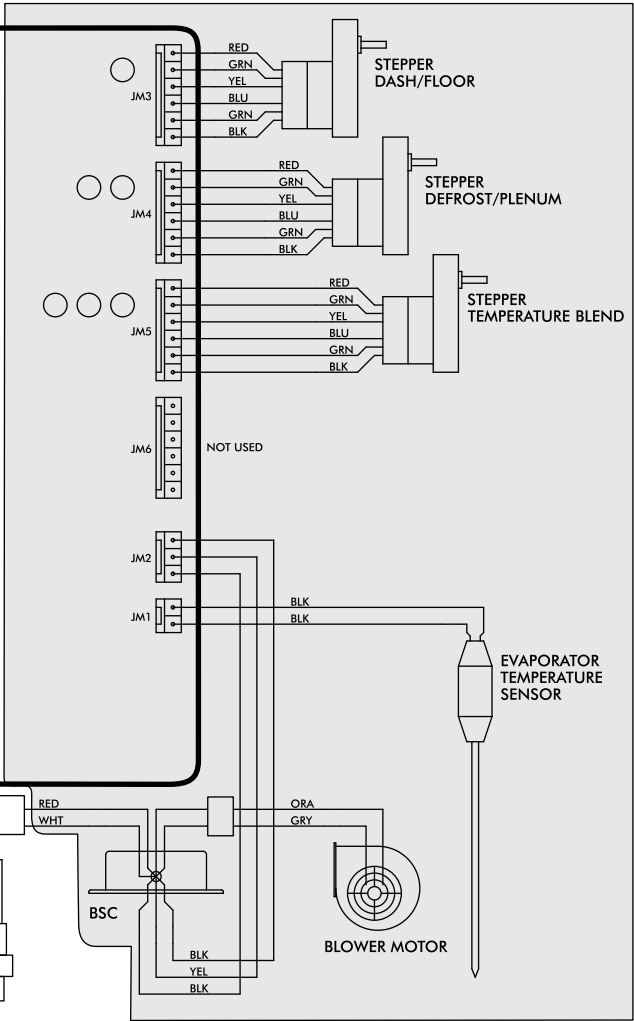 RED
GRN
YEL
BLU
GRN
BLK
JM3
STEPPER
DASH/FLOOR
RED
GRN
YEL
BLU
GRN
BLK
JM4
STEPPER
DEFROST/PLENUM
RED
GRN
YEL
BLU
GRN
BLK
JM5
STEPPER
TEMPERATURE BLEND
JM6
NOT USED
JM2
JM1
BLK
BLK
EVAPORATOR
TEMPERATURE
SENSOR
RED
WHT
ORA
GRY
BSC
BLOWER MOTOR
BLK
YEL
BLK